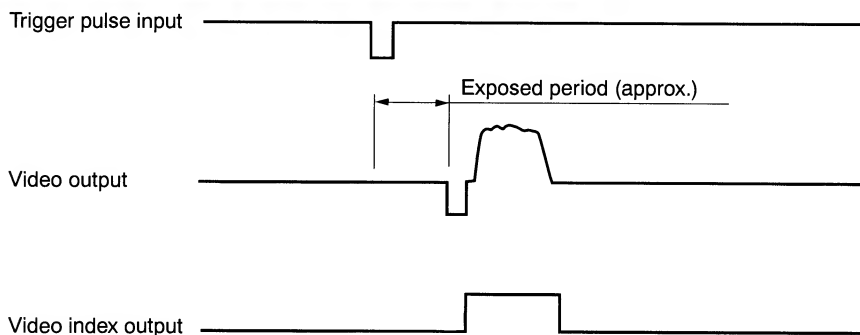 Trigger pulse input
Exposed period (approx.)
Video output
Video index output